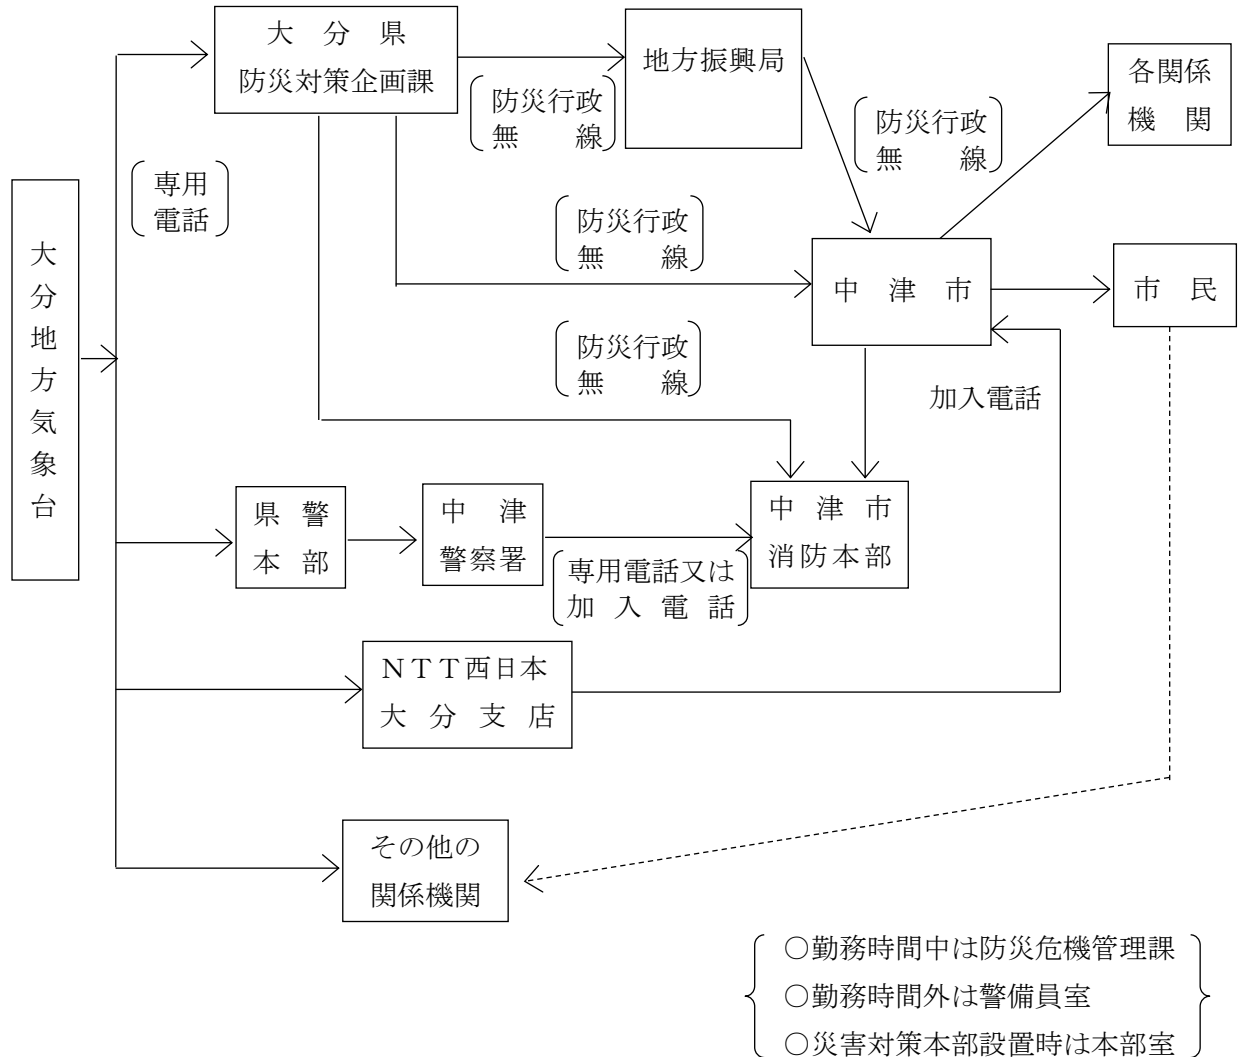 大分県
防災対策企画課
地方振興局
各関係
機関
防災行政
無線
防災行政
無線
専用
電話
大分地方気象台
防災行政
無線
中津市
市民
防災行政
無線
加入電話
県警
本部
中津
警察署
中津市
消防本部
専用電話又は
加入電話
NTT西日本
大分支店
その他の
関係機関
○勤務時間中は防災危機管理課
○勤務時間外は警備員室
○災害対策本部設置時は本部室